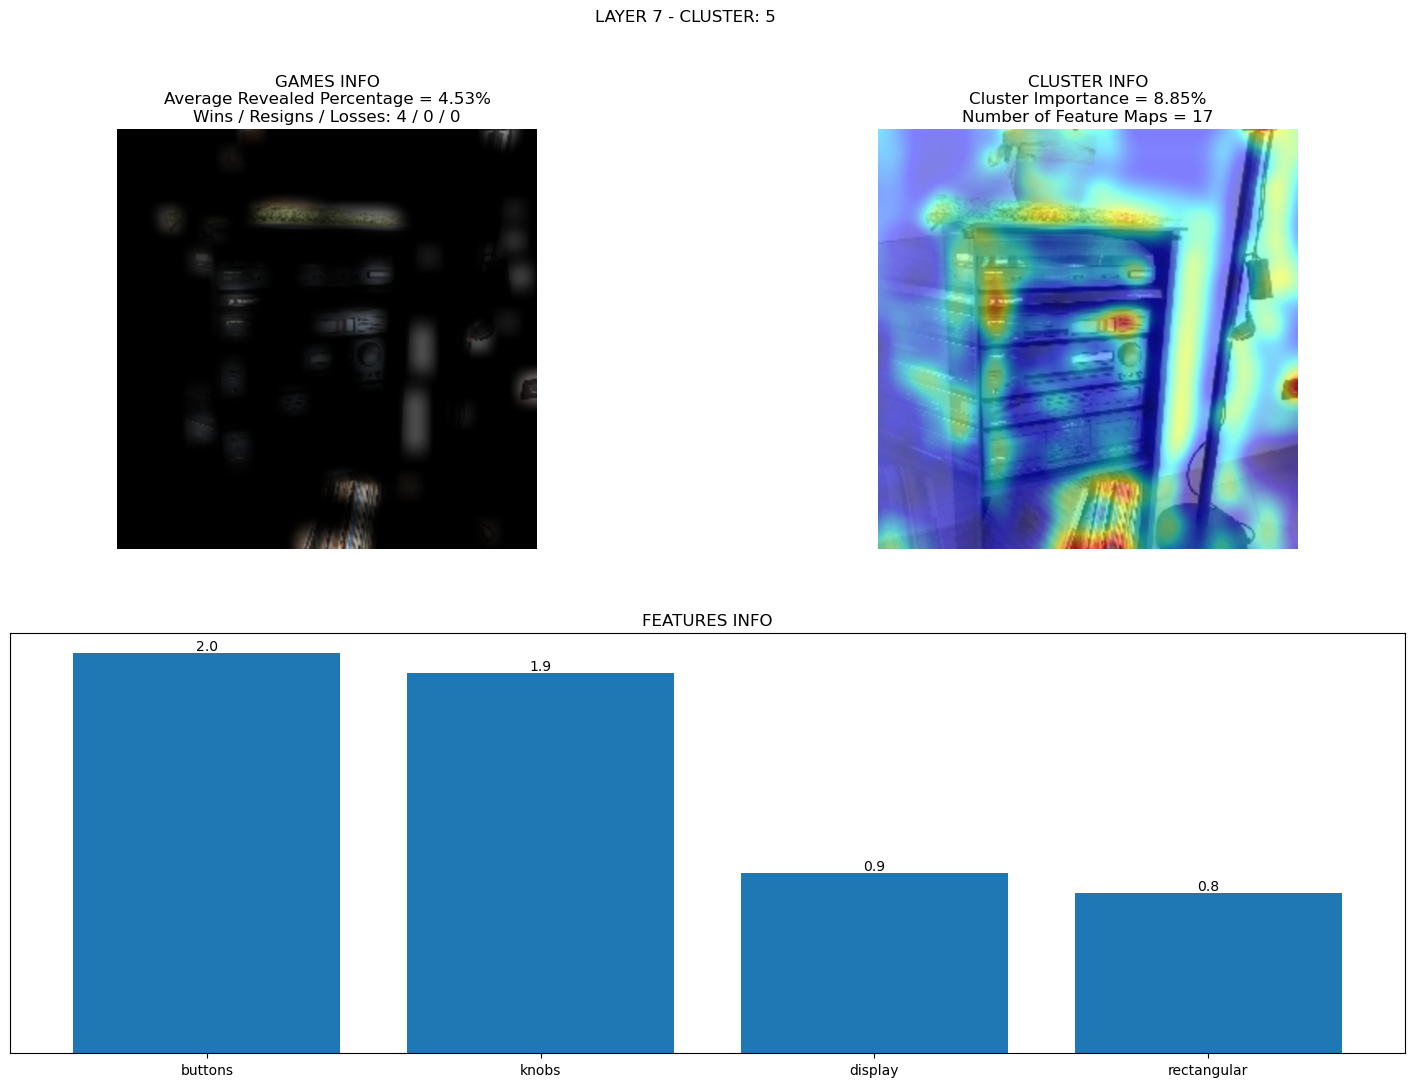 LAYER 7 - CLUSTER: 5
GAMES INFO
Average Revealed Percentage = 4.53%
Wins / Resigns / Losses: 4 / 0 / 0
CLUSTER INFO
Cluster Importance = 8.85%
Number of Feature Maps = 17
FEATURES INFO
2.0
1.9
0.9
0.8
buttons
knobs
display
rectangular